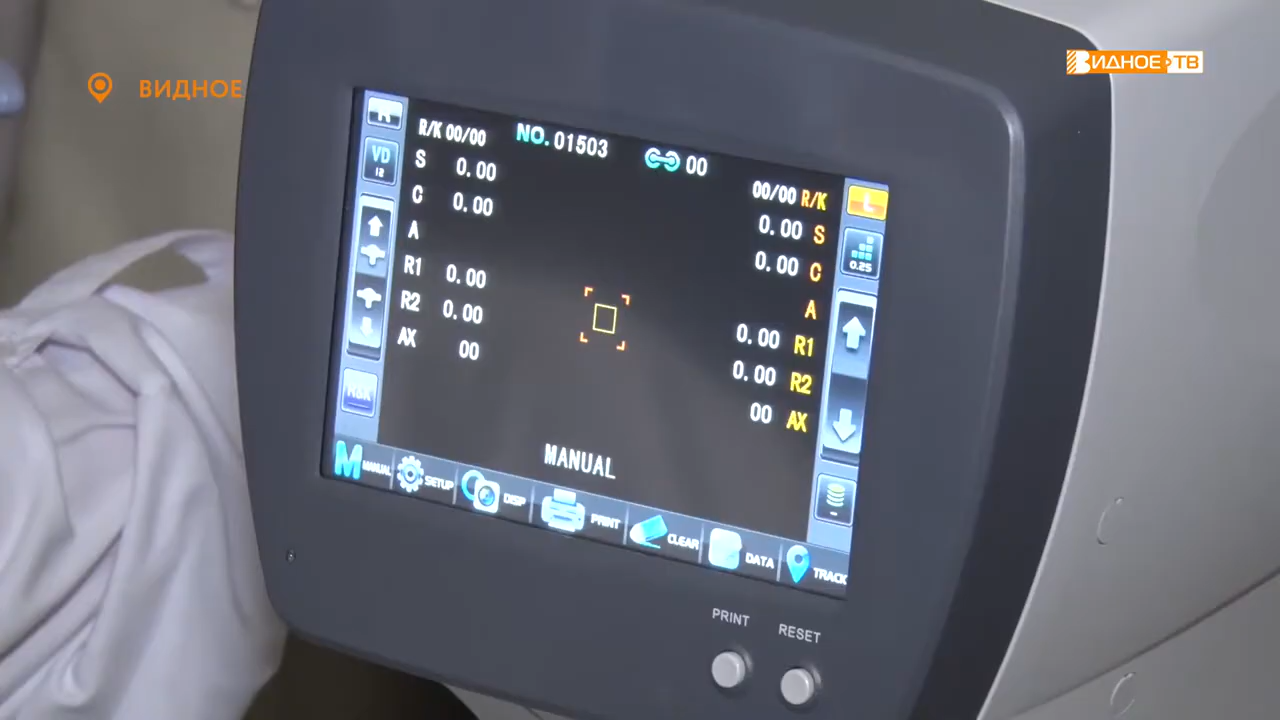 ВИДНОЕ
ВИДНОЕ ТВ
R
VD
12
R/K 00/00
NO. 01503
00
S 0.00
C 0.00
A
R1 0.00
R2 0.00
AX 00
R&K
00/00 R/K
0.00 S
0.00 C
A
0.00 R1
0.00 R2
00 AX
L
0.25
MANUAL
M MANUAL
SETUP
DISP
PRINT
CLEAR
DATA
TRACK
PRINT
RESET